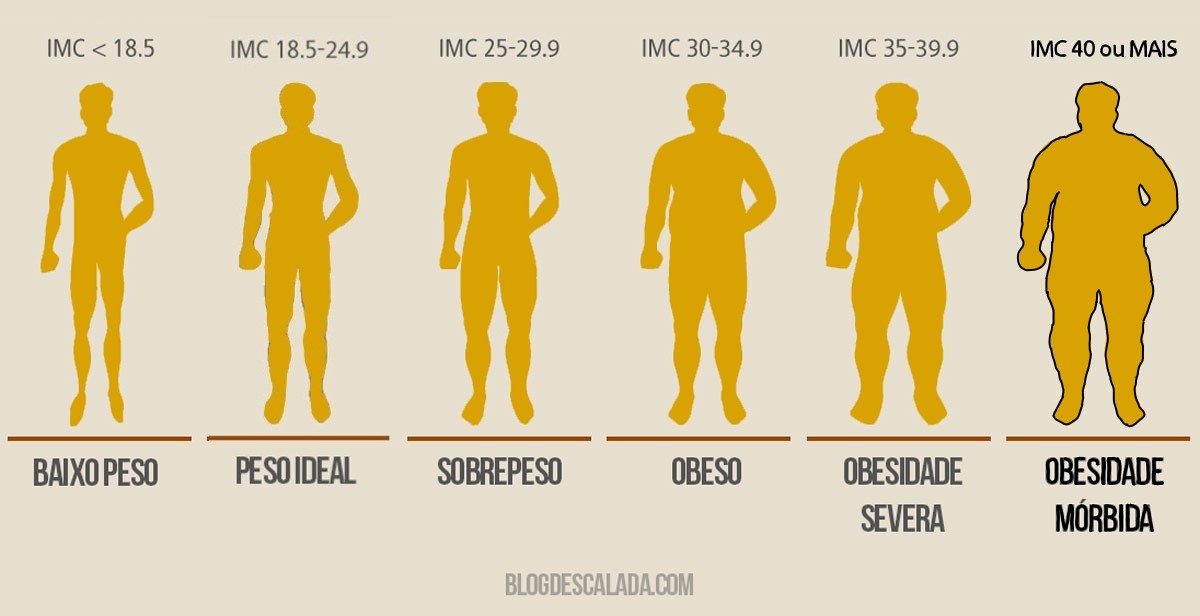 IMC < 18.5
IMC 18.5-24.9
IMC 25-29.9
IMC 30-34.9
IMC 35-39.9
IMC 40 ou MAIS
BAIXO PESO
PESO IDEAL
SOBREPESO
OBESO
OBESIDADE
SEVERA
OBESIDADE
MÓRBIDA
BLOGDESCALADA.COM